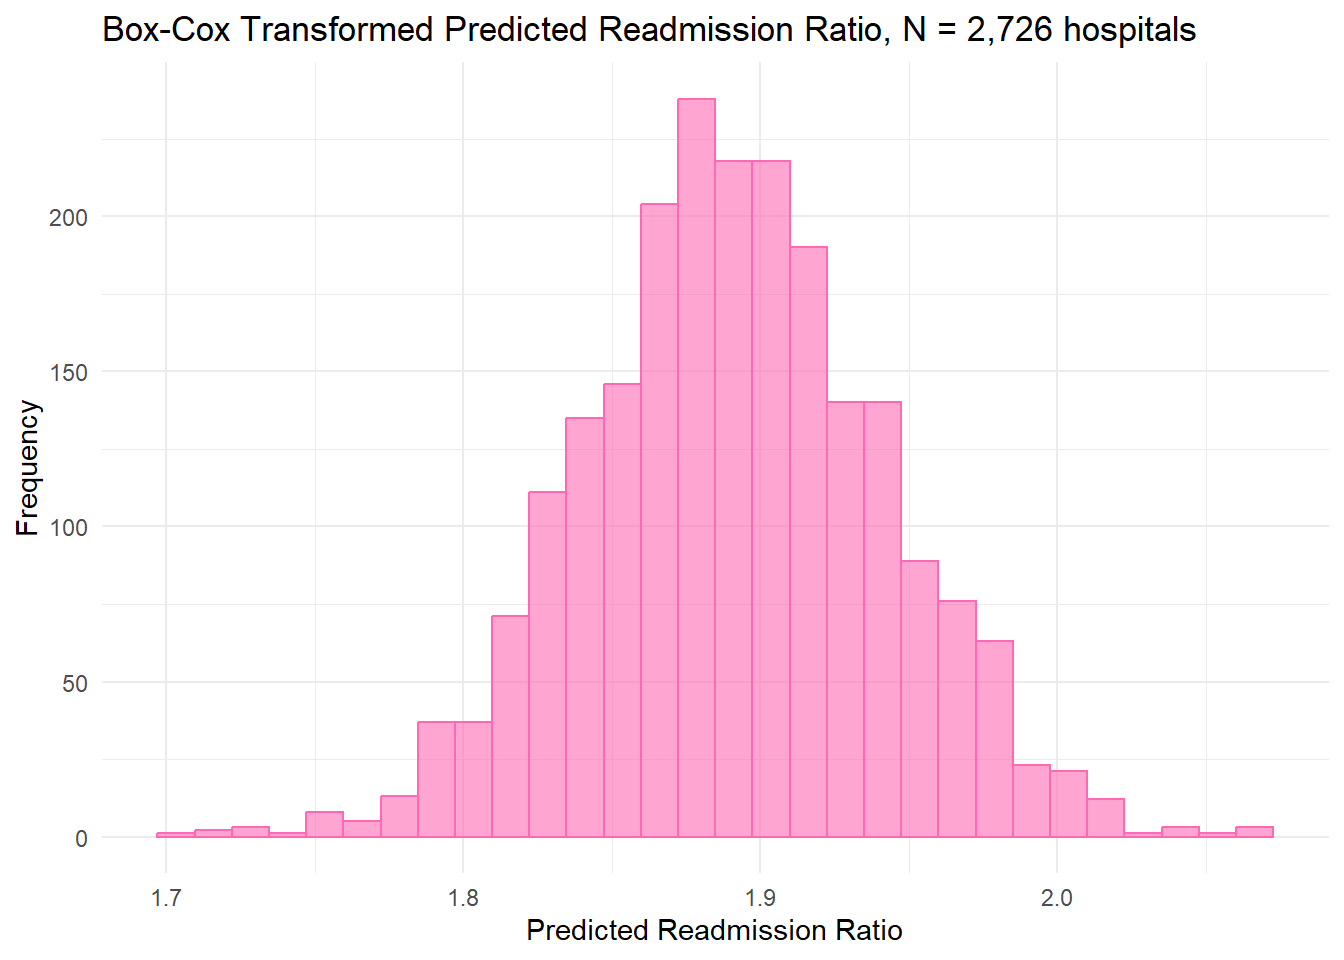 Box-Cox Transformed Predicted Readmission Ratio, N = 2,726 hospitals
Frequency
200
150
100
50
0
1.7 1.8 1.9 2.0
Predicted Readmission Ratio